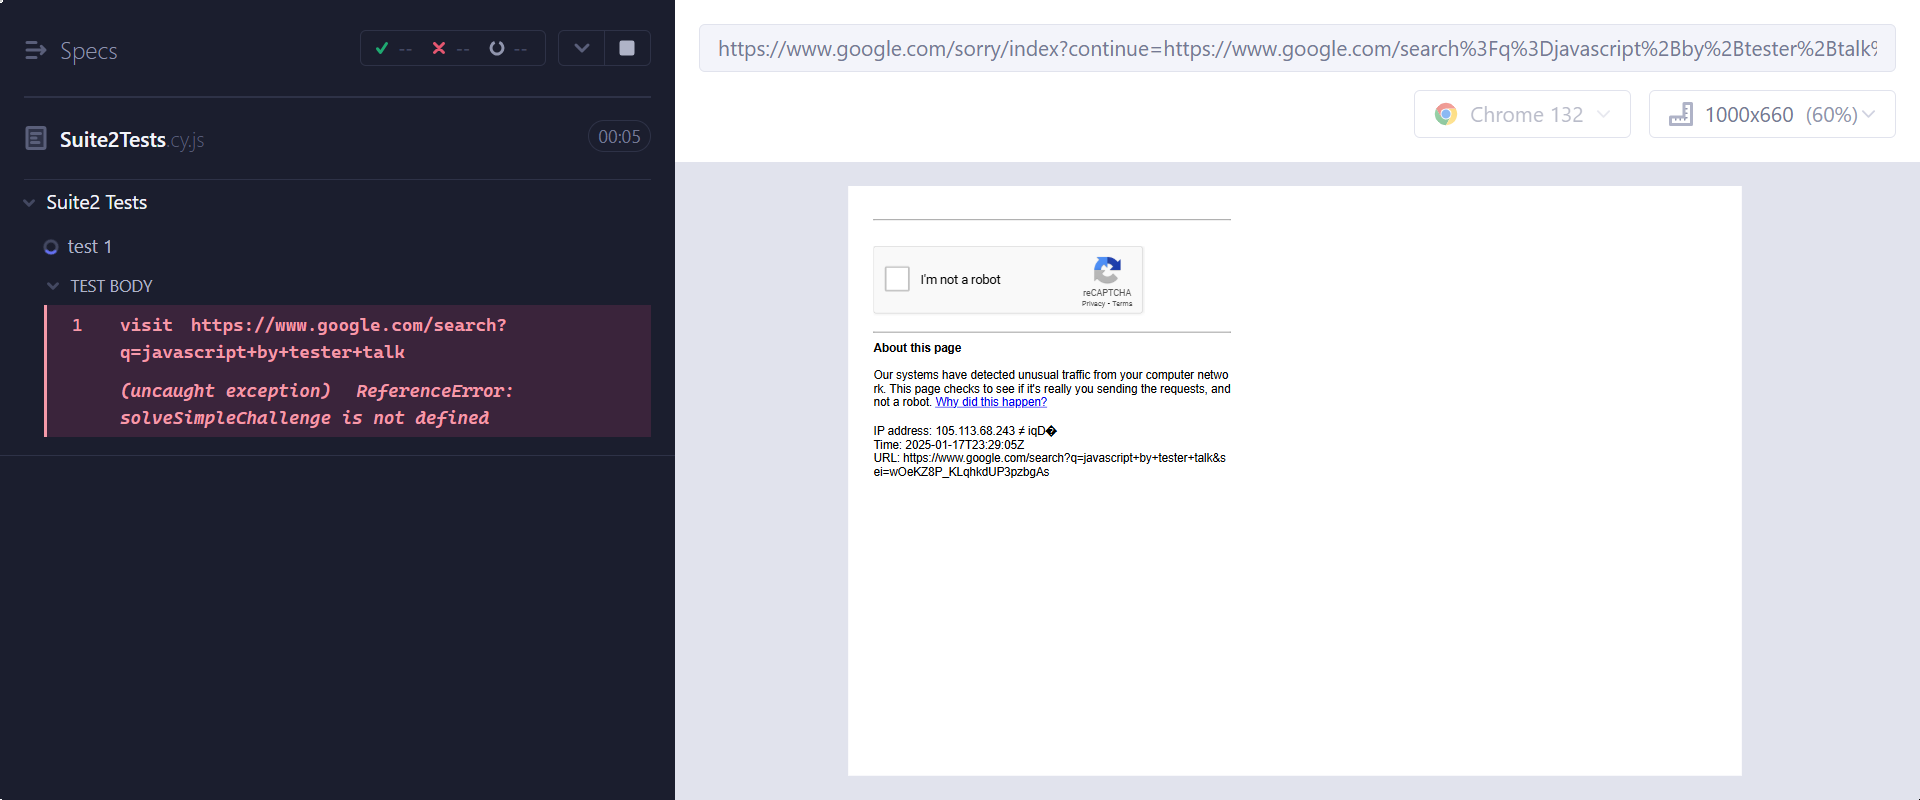 Specs
-- -- --
Suite2Tests.cy.js
00:05
Suite2 Tests
test 1
TEST BODY
1 visit https://www.google.com/search?
q=javascript+by+tester+talk
(uncaught exception) ReferenceError:
solveSimpleChallenge is not defined
https://www.google.com/sorry/index?continue=https://www.google.com/search%3Fq%3Djavascript%2Bby%2Btester%2Btalk%
Chrome 132
1000x660 (60%)
I'm not a robot
reCAPTCHA
Privacy - Terms
About this page
Our systems have detected unusual traffic from your computer netwo
rk. This page checks to see if it's really you sending the requests, and
not a robot. Why did this happen?
IP address: 105.113.68.243 ≠ iqD�
Time: 2025-01-17T23:29:05Z
URL: https://www.google.com/search?q=javascript+by+tester+talk&s
ei=wOeKZ8P_KLqhkdUP3pzbgAs